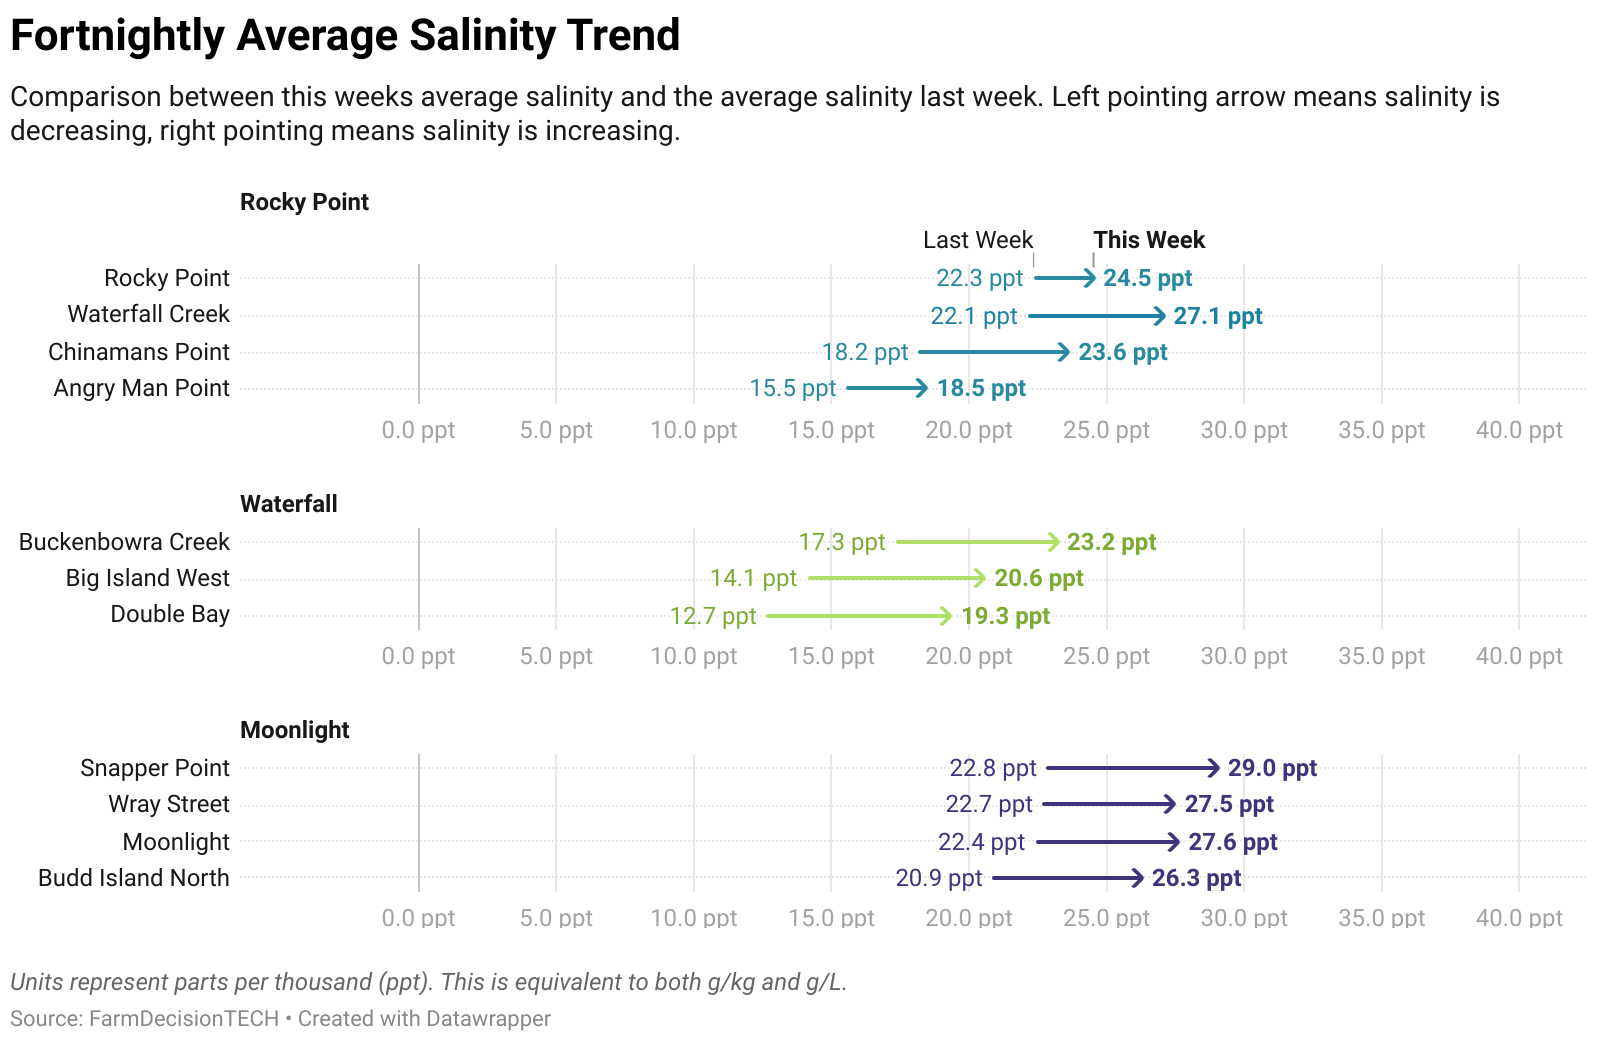 Fortnightly Average Salinity Trend
Comparison between this weeks average salinity and the average salinity last week. Left pointing arrow means salinity is
decreasing, right pointing means salinity is increasing.
Rocky Point
Last Week This Week
Rocky Point 22.3 ppt 24.5 ppt
Waterfall Creek 22.1 ppt 27.1 ppt
Chinamans Point 18.2 ppt 23.6 ppt
Angry Man Point 15.5 ppt 18.5 ppt
0.0 ppt 5.0 ppt 10.0 ppt 15.0 ppt 20.0 ppt 25.0 ppt 30.0 ppt 35.0 ppt 40.0 ppt
Waterfall
Buckenbowra Creek 17.3 ppt 23.2 ppt
Big Island West 14.1 ppt 20.6 ppt
Double Bay 12.7 ppt 19.3 ppt
0.0 ppt 5.0 ppt 10.0 ppt 15.0 ppt 20.0 ppt 25.0 ppt 30.0 ppt 35.0 ppt 40.0 ppt
Moonlight
Snapper Point 22.8 ppt 29.0 ppt
Wray Street 22.7 ppt 27.5 ppt
Moonlight 22.4 ppt 27.6 ppt
Budd Island North 20.9 ppt 26.3 ppt
0.0 ppt 5.0 ppt 10.0 ppt 15.0 ppt 20.0 ppt 25.0 ppt 30.0 ppt 35.0 ppt 40.0 ppt
Units represent parts per thousand (ppt). This is equivalent to both g/kg and g/L.
Source: FarmDecisionTECH • Created with Datawrapper